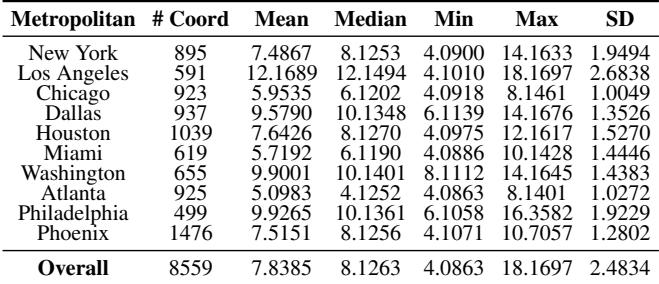 Metropolitan # Coord Mean Median Min Max SD
New York 895 7.4867 8.1253 4.0900 14.1633 1.9494
Los Angeles 591 12.1689 12.1494 4.1010 18.1697 2.6838
Chicago 923 5.9535 6.1202 4.0918 8.1461 1.0049
Dallas 937 9.5790 10.1348 6.1139 14.1676 1.3526
Houston 1039 7.6426 8.1270 4.0975 12.1617 1.5270
Miami 619 5.7192 6.1190 4.0886 10.1428 1.4446
Washington 655 9.9001 10.1401 8.1112 14.1645 1.4383
Atlanta 925 5.0983 4.1252 4.0863 8.1401 1.0272
Philadelphia 499 9.9265 10.1361 6.1058 16.3582 1.9229
Phoenix 1476 7.5151 8.1256 4.1071 10.7057 1.2802
Overall 8559 7.8385 8.1263 4.0863 18.1697 2.4834